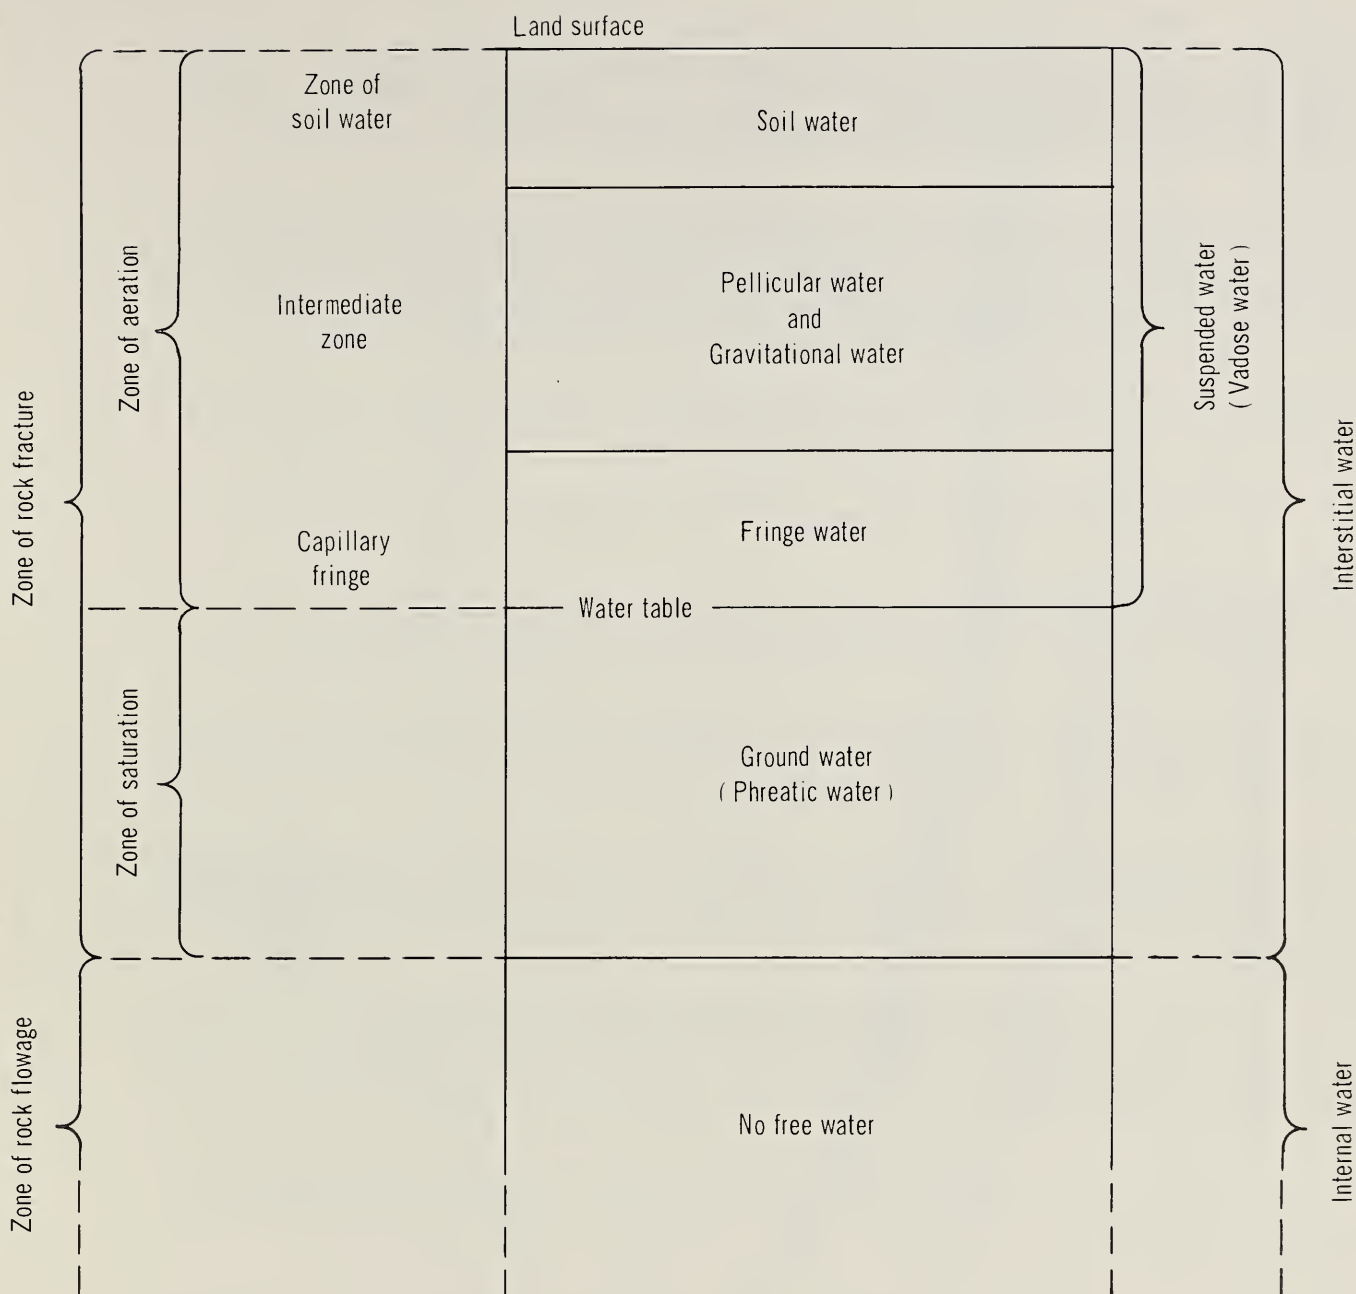 Land surface
Zone of
soil water
Soil water
Zone of aeration
Intermediate
zone
Pellicular water
and
Gravitational water
Suspended water
( Vadose water )
Zone of rock fracture
Interstitial water
Capillary
fringe
Fringe water
Water table
Zone of saturation
Ground water
( Phreatic water )
Zone of rock flowage
No free water
Internal water